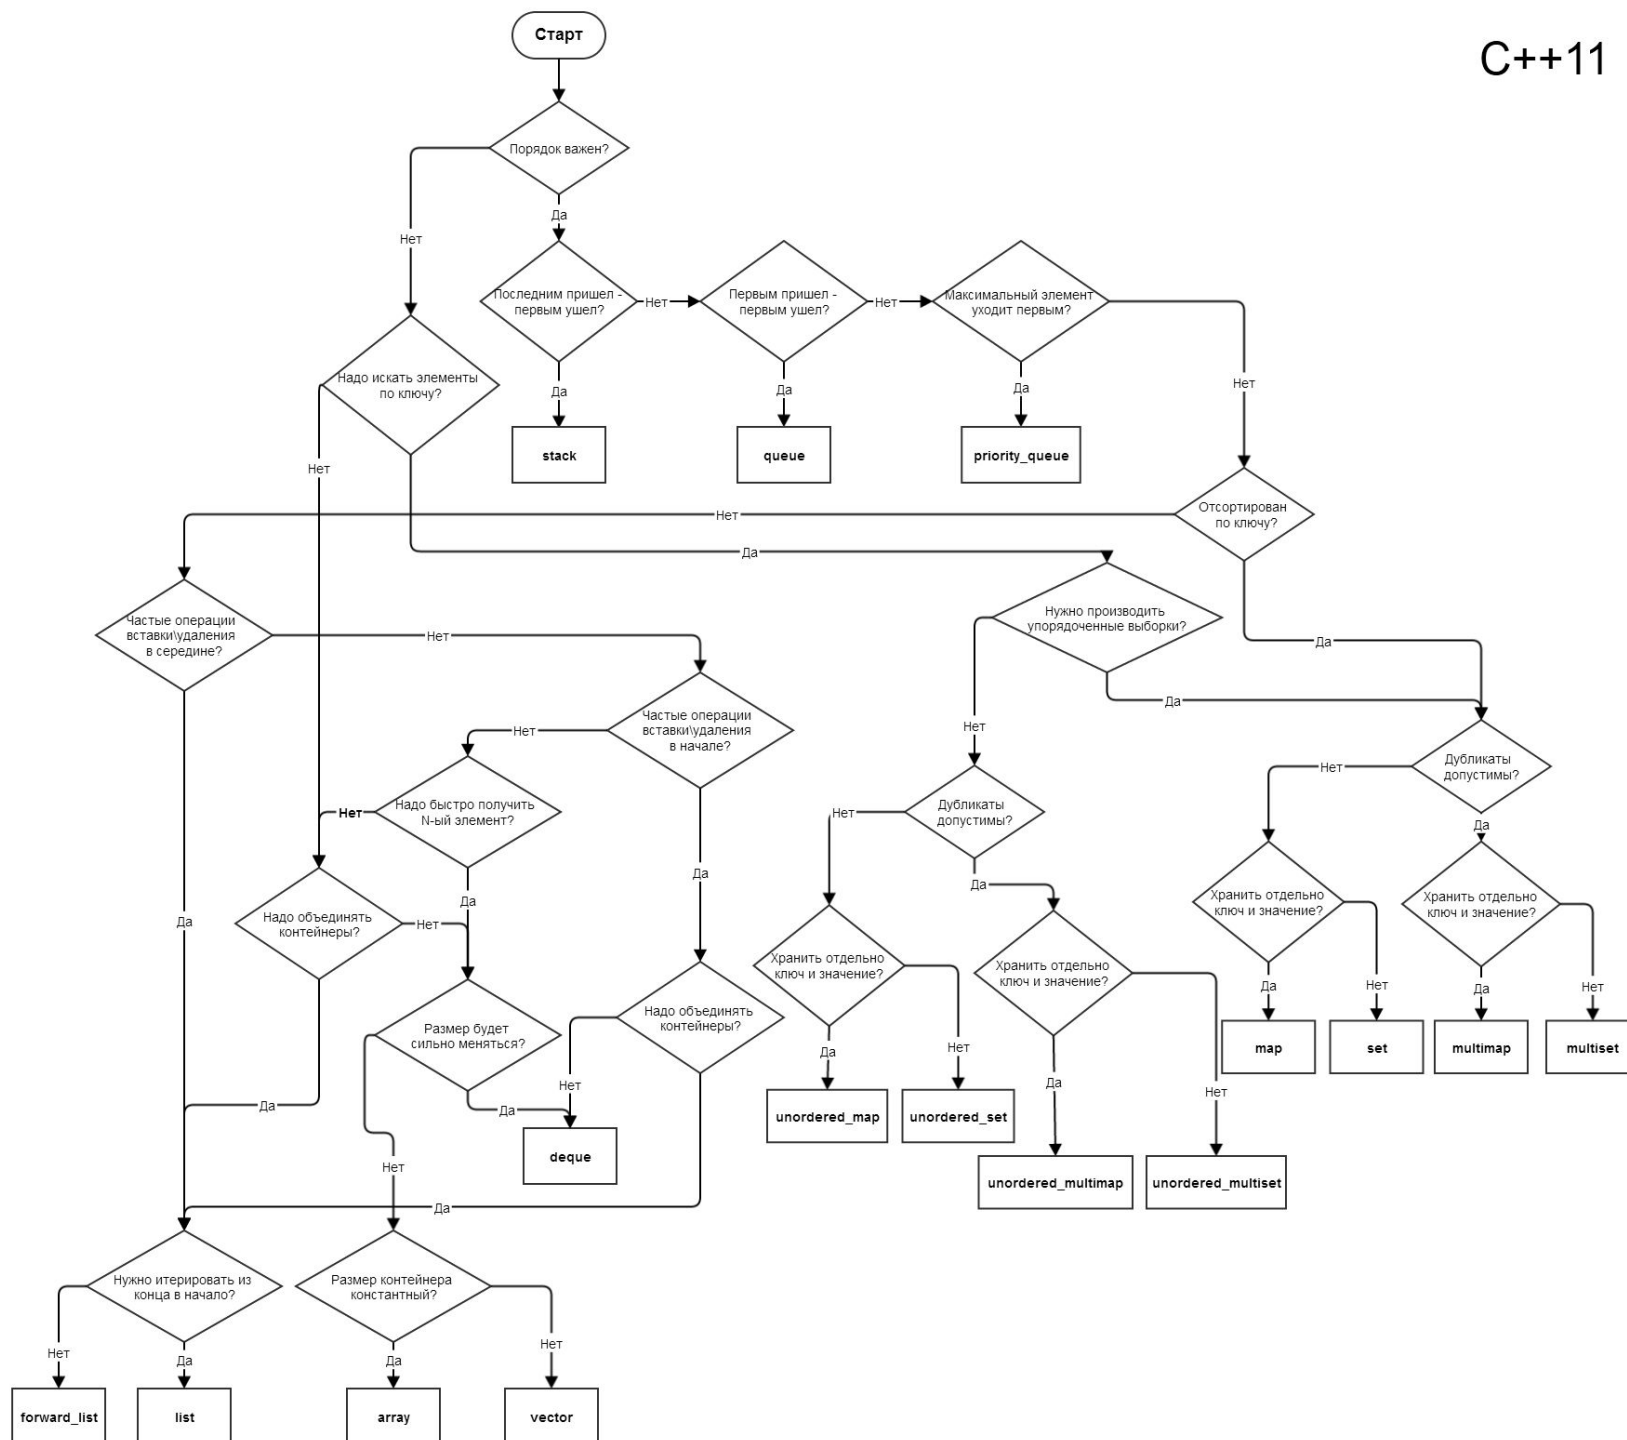 Старт
C++11
Порядок важен?
Да
Нет
Последним пришел -
первым ушел?
Нет
Первым пришел -
первым ушел?
Нет
Максимальный элемент
уходит первым?
Надо искать элементы
по ключу?
Да
Да
Да
Нет
stack
queue
priority_queue
Нет
Отсортирован
по ключу?
Нет
Да
Частые операции
вставки\удаления
в середине?
Нет
Нужно производить
упорядоченные выборки?
Да
Да
Частые операции
вставки\удаления
в начале?
Нет
Нет
Дубликаты
допустимы?
Нет
Надо быстро получить
N-ый элемент?
Нет
Дубликаты
допустимы?
Нет
Да
Да
Да
Да
Хранить отдельно
ключ и значение?
Хранить отдельно
ключ и значение?
Да
Надо объединять
контейнеры?
Нет
Хранить отдельно
ключ и значение?
Хранить отдельно
ключ и значение?
Да
Нет
Да
Нет
Размер будет
сильно меняться?
Надо объединять
контейнеры?
map
set
multimap
multiset
Да
Нет
Нет
Да
Нет
Да
Да
unordered_map
unordered_set
deque
Нет
unordered_multimap
unordered_multiset
Да
Нужно итерировать из
конца в начало?
Размер контейнера
константный?
Нет
Да
Да
Нет
forward_list
list
array
vector